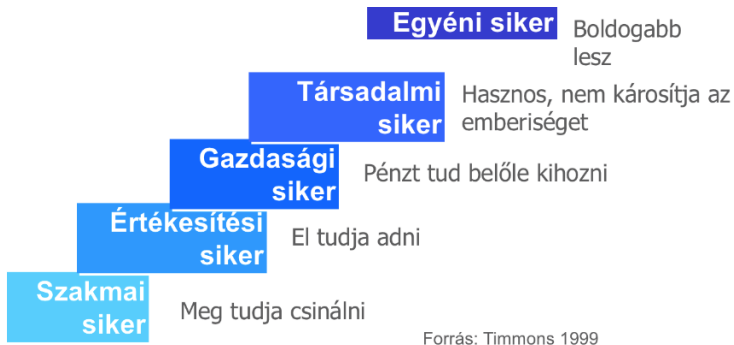 Egyéni siker
Boldogabb
lesz
Társadalmi
siker
Hasznos, nem károsítja az
emberiséget
Gazdasági
siker
Pénzt tud belőle kihozni
Értékesítési
siker
El tudja adni
Szakmai
siker
Meg tudja csinálni
Forrás: Timmons 1999